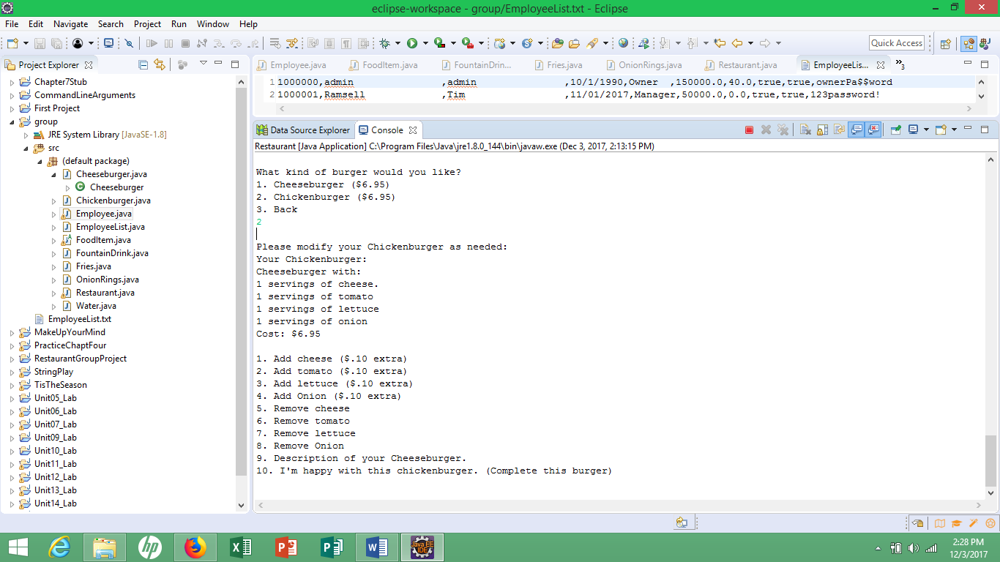 eclipse-workspace - group/EmployeeList.txt - Eclipse
File Edit Navigate Search Project Run Window Help
Quick Access
Project Explorer
Chapter7Stub
CommandLineArguments
First Project
group
JRE System Library [JavaSE-1.8]
src
(default package)
Cheeseburger.java
Cheeseburger
Chickenburger.java
Employee.java
EmployeeList.java
FoodItem.java
FountainDrink.java
Fries.java
OnionRings.java
Restaurant.java
Water.java
EmployeeList.txt
MakeUpYourMind
PracticeChaptFour
RestaurantGroupProject
StringPlay
TisTheSeason
Unit05_Lab
Unit06_Lab
Unit07_Lab
Unit09_Lab
Unit10_Lab
Unit11_Lab
Unit12_Lab
Unit13_Lab
Unit14_Lab
Employee.java FoodItem.java FountainDrin... Fries.java OnionRings.java Restaurant.java EmployeeLis... »3
1 1000000,admin ,admin ,10/1/1990,Owner ,150000.0,40.0,true,true,ownerPa$$word
2 1000001,Ramsell ,Tim ,11/01/2017,Manager,50000.0,0.0,true,true,123password!
Data Source Explorer Console
Restaurant [Java Application] C:\Program Files\Java\jre1.8.0_144\bin\javaw.exe (Dec 3, 2017, 2:13:15 PM)
What kind of burger would you like?
1. Cheeseburger ($6.95)
2. Chickenburger ($6.95)
3. Back
2
Please modify your Chickenburger as needed:
Your Chickenburger:
Cheeseburger with:
1 servings of cheese.
1 servings of tomato
1 servings of lettuce
1 servings of onion
Cost: $6.95
1. Add cheese ($.10 extra)
2. Add tomato ($.10 extra)
3. Add lettuce ($.10 extra)
4. Add Onion ($.10 extra)
5. Remove cheese
6. Remove tomato
7. Remove lettuce
8. Remove Onion
9. Description of your Cheeseburger.
10. I'm happy with this chickenburger. (Complete this burger)
hp
Java EE
IDE
2:28 PM
12/3/2017